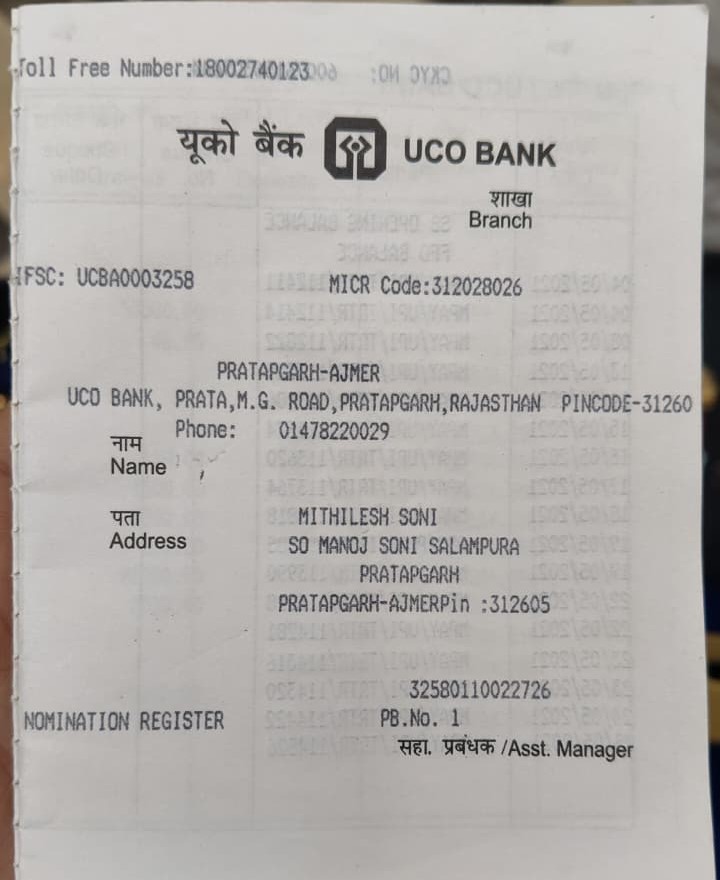 Toll Free Number:18002740123
यूको बैंक UCO BANK
शाखा
Branch
IFSC: UCBA0003258 MICR Code:312028026
PRATAPGARH-AJMER
UCO BANK, PRATA,M.G. ROAD,PRATAPGARH,RAJASTHAN PINCODE-31260
Phone: 01478220029
नाम
Name
पता MITHILESH SONI
Address SO MANOJ SONI SALAMPURA
PRATAPGARH
PRATAPGARH-AJMERPin :312605
32580110022726
NOMINATION REGISTER PB.No. 1
सहा. प्रबंधक /Asst. Manager